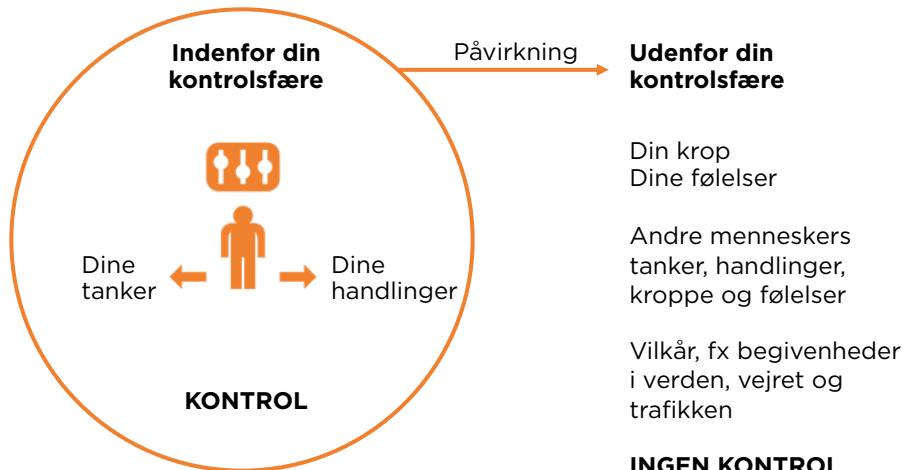 Indenfor din
kontrolsfære
Dine
tanker
Dine
handlinger
KONTROL
Påvirkning
Udenfor din
kontrolsfære
Din krop
Dine følelser
Andre menneskers
tanker, handlinger,
kroppe og følelser
Vilkår, fx begivenheder
i verden, vejret og
trafikken
INGEN KONTROL